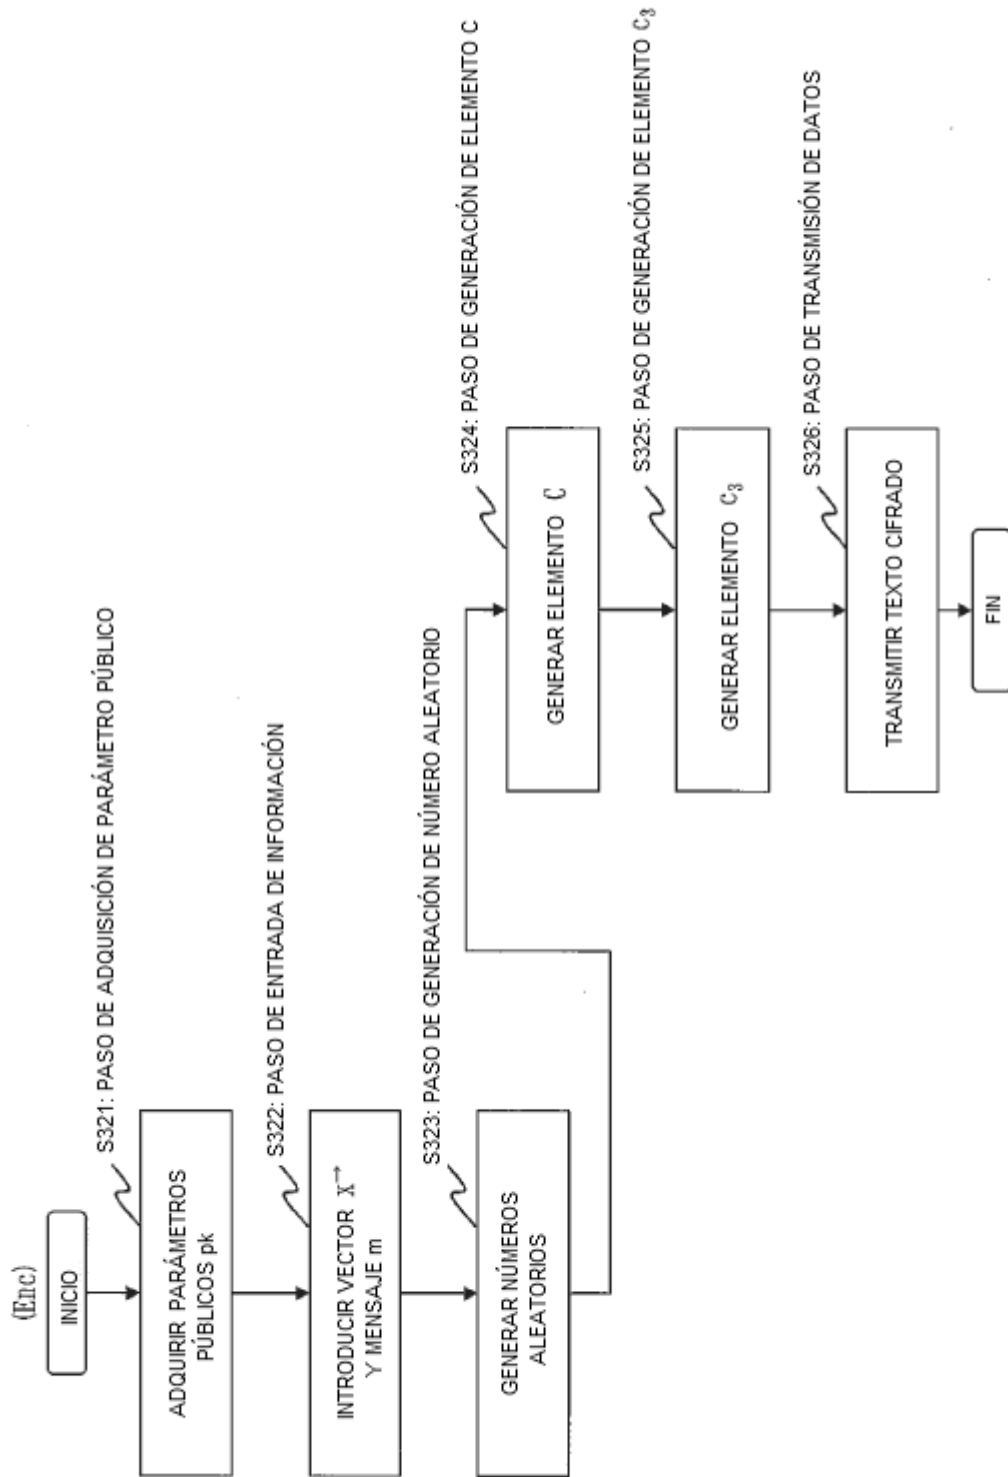 (Enc)
INICIO
S321: PASO DE ADQUISICIÓN DE PARÁMETRO PÚBLICO
ADQUIRIR PARÁMETROS
PÚBLICOS pk
S322: PASO DE ENTRADA DE INFORMACIÓN
INTRODUCIR VECTOR X→
Y MENSAJE m
S323: PASO DE GENERACIÓN DE NÚMERO ALEATORIO
GENERAR NÚMEROS
ALEATORIOS
S324: PASO DE GENERACIÓN DE ELEMENTO C
GENERAR ELEMENTO C
S325: PASO DE GENERACIÓN DE ELEMENTO C₃
GENERAR ELEMENTO C₃
S326: PASO DE TRANSMISIÓN DE DATOS
TRANSMITIR TEXTO CIFRADO
FIN